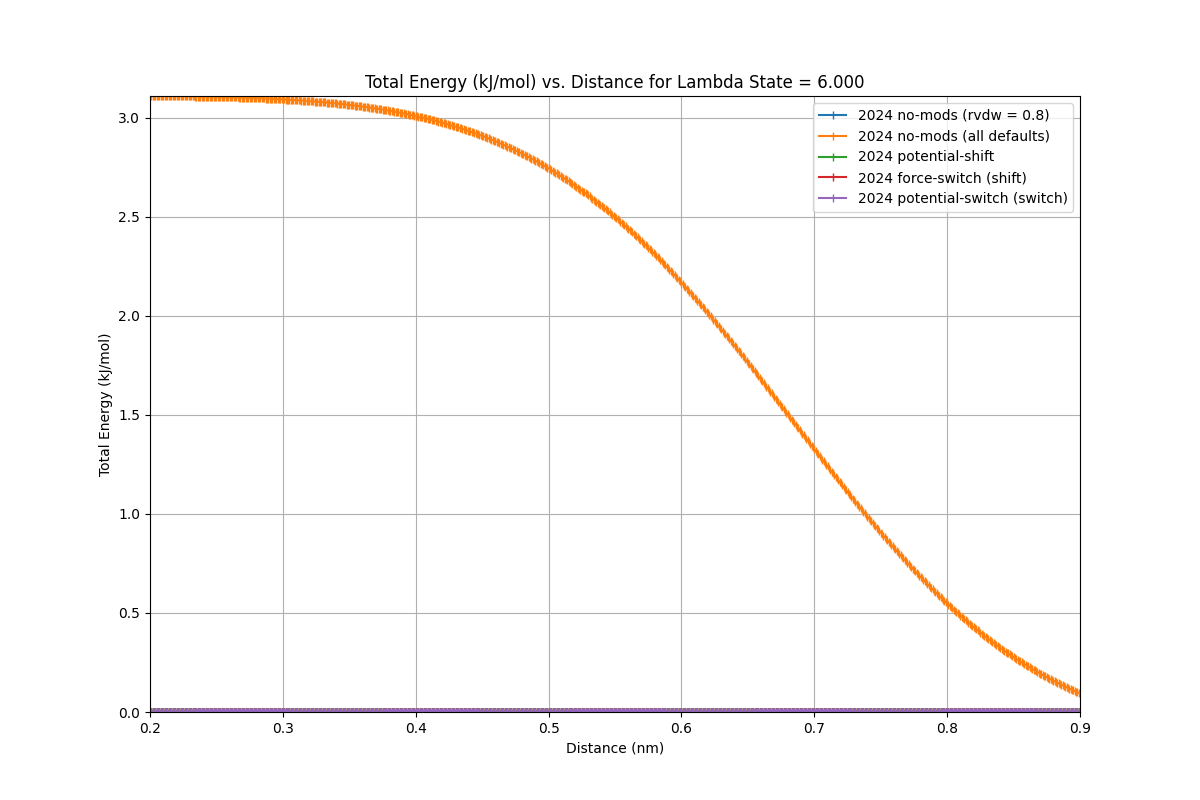 Total Energy (kJ/mol) vs. Distance for Lambda State = 6.000
2024 no-mods (rvdw = 0.8)
2024 no-mods (all defaults)
2024 potential-shift
2024 force-switch (shift)
2024 potential-switch (switch)
Total Energy (kJ/mol)
3.0
2.5
2.0
1.5
1.0
0.5
0.0
0.2 0.3 0.4 0.5 0.6 0.7 0.8 0.9
Distance (nm)